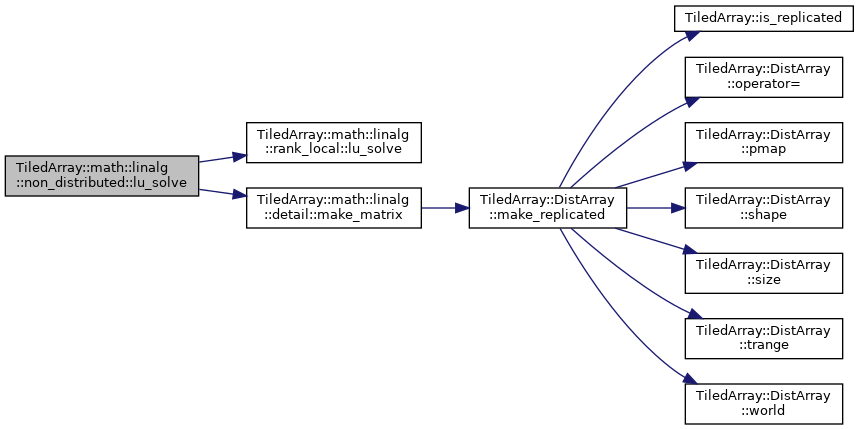 TiledArray::math::linalg
::non_distributed::lu_solve
TiledArray::math::linalg
::rank_local::lu_solve
TiledArray::math::linalg
::detail::make_matrix
TiledArray::DistArray
::make_replicated
TiledArray::is_replicated
TiledArray::DistArray
::operator=
TiledArray::DistArray
::pmap
TiledArray::DistArray
::shape
TiledArray::DistArray
::size
TiledArray::DistArray
::trange
TiledArray::DistArray
::world